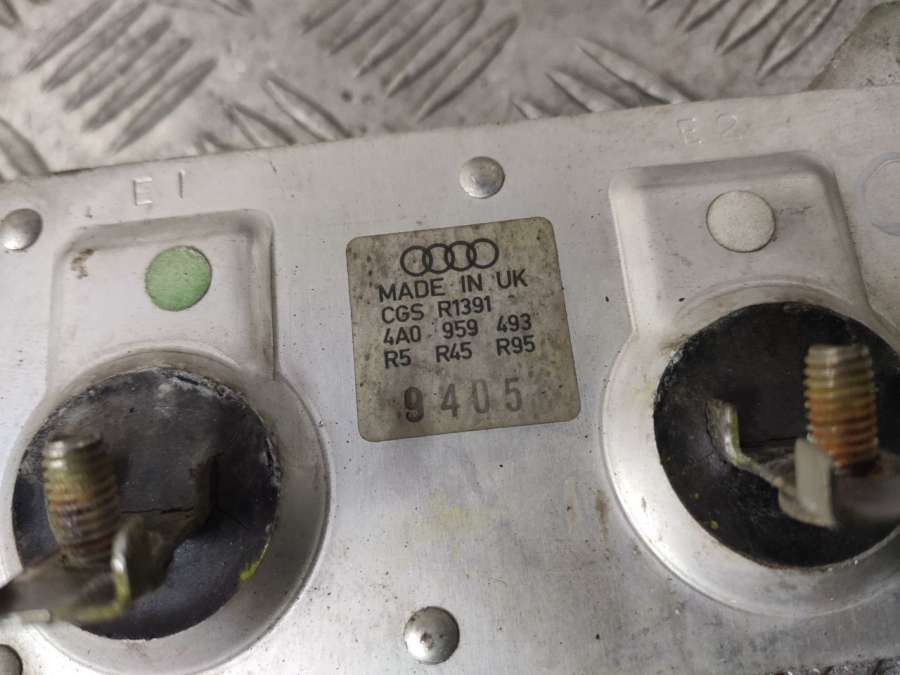 E1
E2
MADE IN UK
CGS R1391
4A0 959 493
R5 R45 R95
9405